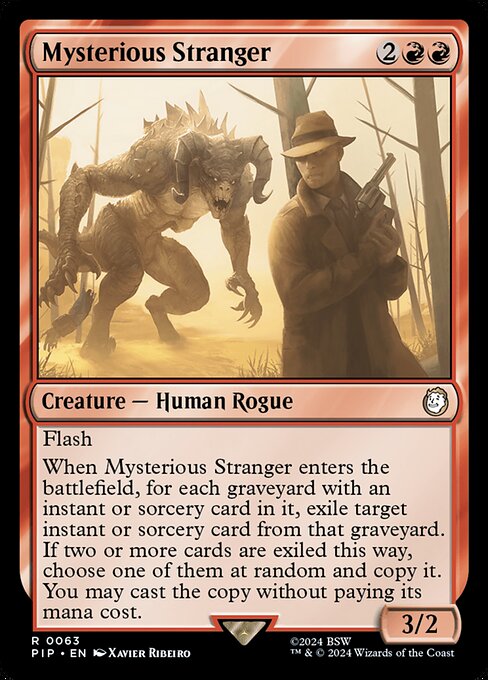 Mysterious Stranger 2
Creature — Human Rogue
Flash
When Mysterious Stranger enters the
battlefield, for each graveyard with an
instant or sorcery card in it, exile target
instant or sorcery card from that graveyard.
If two or more cards are exiled this way,
choose one of them at random and copy it.
You may cast the copy without paying its
mana cost.
3/2
R 0063 ©2024 BSW
PIP • EN Xavier Ribeiro ™ & © 2024 Wizards of the Coast